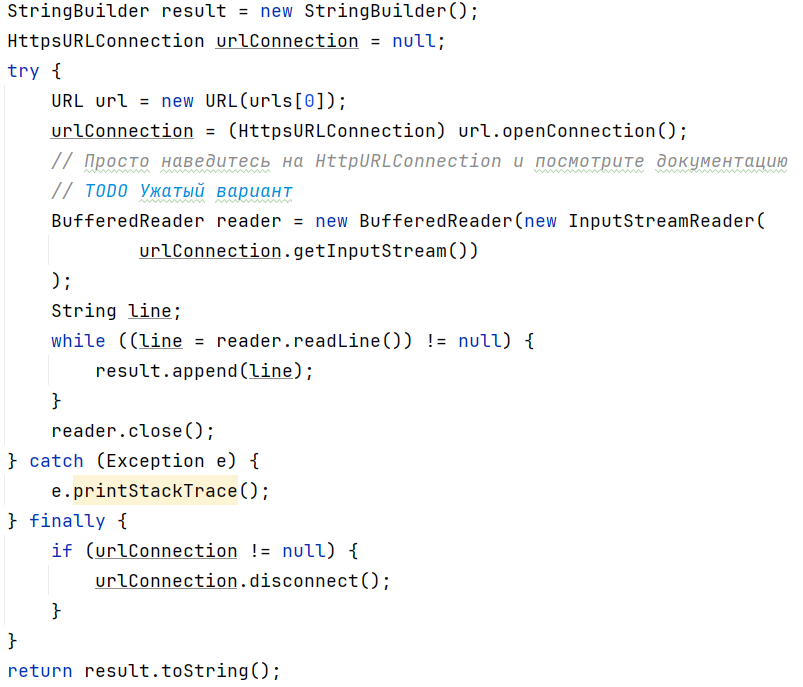 StringBuilder result = new StringBuilder();
HttpsURLConnection urlConnection = null;
try {
    URL url = new URL(urls[0]);
    urlConnection = (HttpsURLConnection) url.openConnection();
    // Просто наведитесь на HttpURLConnection и посмотрите документацию
    // TODO Ужатый вариант
    BufferedReader reader = new BufferedReader(new InputStreamReader(
            urlConnection.getInputStream())
    );
    String line;
    while ((line = reader.readLine()) != null) {
        result.append(line);
    }
    reader.close();
} catch (Exception e) {
    e.printStackTrace();
} finally {
    if (urlConnection != null) {
        urlConnection.disconnect();
    }
}
return result.toString();